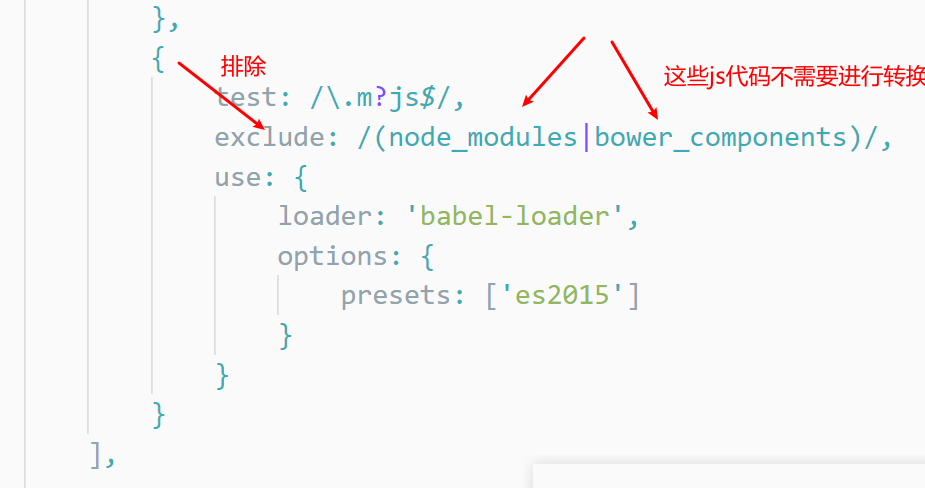 },
{
排除
test: /\.m?js$/,
这些js代码不需要进行转换
exclude: /(node_modules|bower_components)/,
use: {
loader: 'babel-loader',
options: {
presets: ['es2015']
}
}
}
],